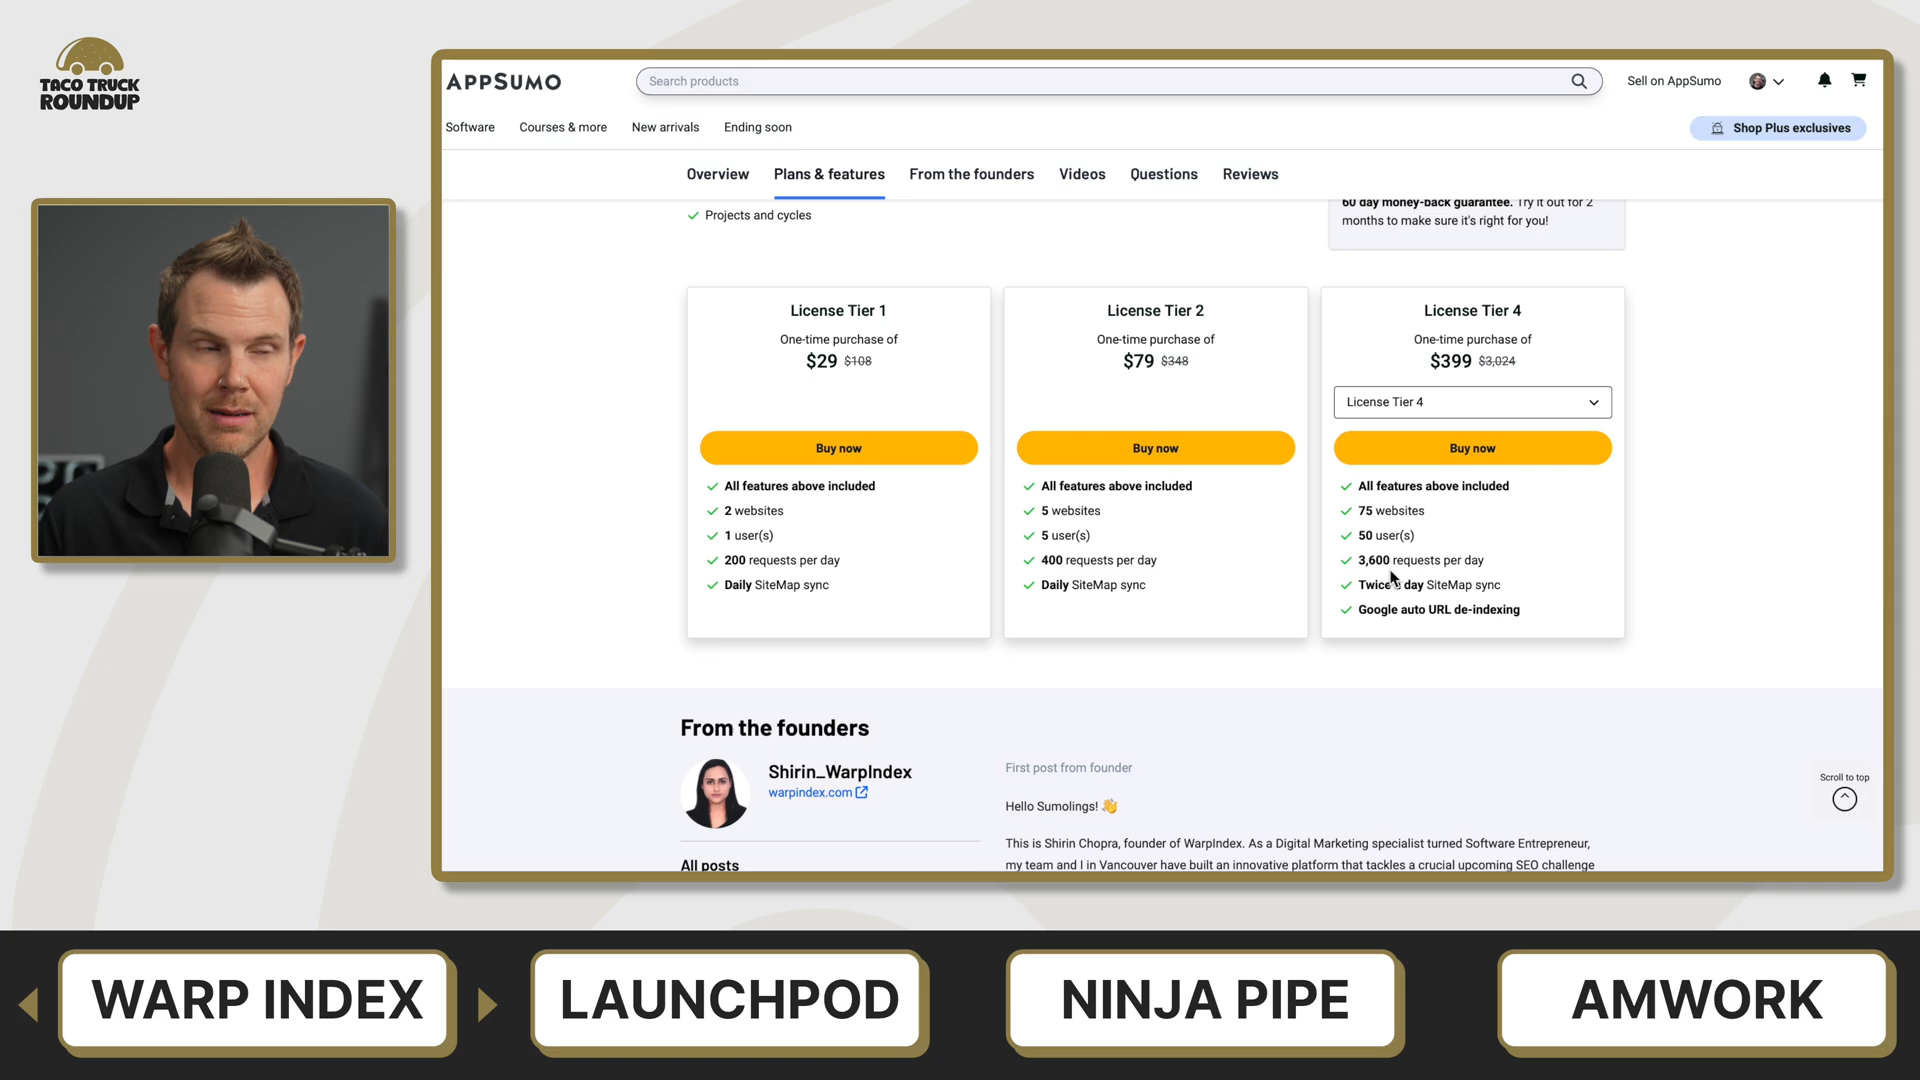 TACO TRUCK
ROUNDUP
APPSUMO
Search products
Sell on AppSumo
Software
Courses & more
New arrivals
Ending soon
Shop Plus exclusives
Overview
Plans & features
From the founders
Videos
Questions
Reviews
Projects and cycles
60 day money-back guarantee. Try it out for 2
months to make sure it's right for you!
License Tier 1
One-time purchase of
$29 $108
Buy now
All features above included
2 websites
1 user(s)
200 requests per day
Daily SiteMap sync
License Tier 2
One-time purchase of
$79 $348
Buy now
All features above included
5 websites
5 user(s)
400 requests per day
Daily SiteMap sync
License Tier 4
One-time purchase of
$399 $3,024
License Tier 4
Buy now
All features above included
75 websites
50 user(s)
3,600 requests per day
Twice a day SiteMap sync
Google auto URL de-indexing
From the founders
Shirin_WarpIndex
warpindex.com
All posts
First post from founder
Hello Sumolings! 👋
This is Shirin Chopra, founder of WarpIndex. As a Digital Marketing specialist turned Software Entrepreneur,
my team and I in Vancouver have built an innovative platform that tackles a crucial upcoming SEO challenge
Scroll to top
WARP INDEX
LAUNCHPOD
NINJA PIPE
AMWORK